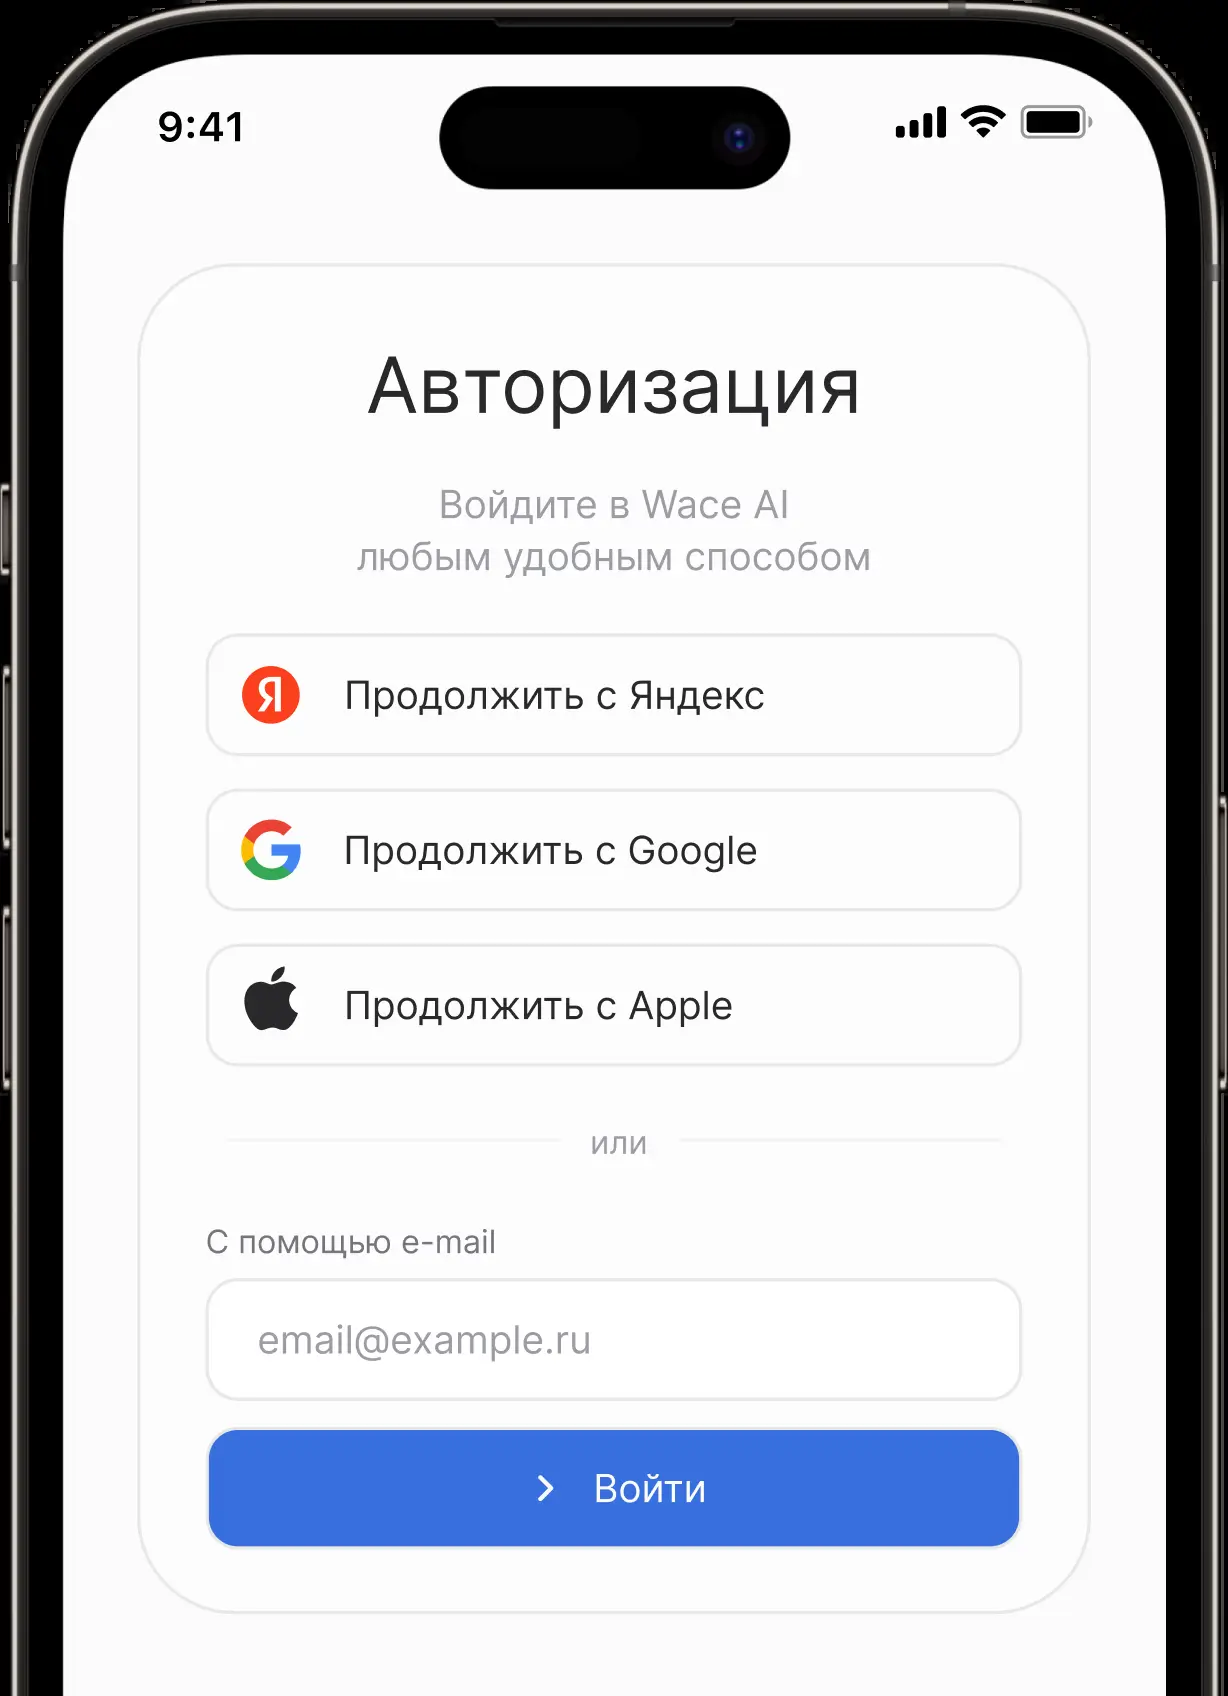 9:41
Авторизация
Войдите в Wace AI
любым удобным способом
Я Продолжить с Яндекс
Продолжить с Google
Продолжить с Apple
или
С помощью e-mail
email@example.ru
Войти